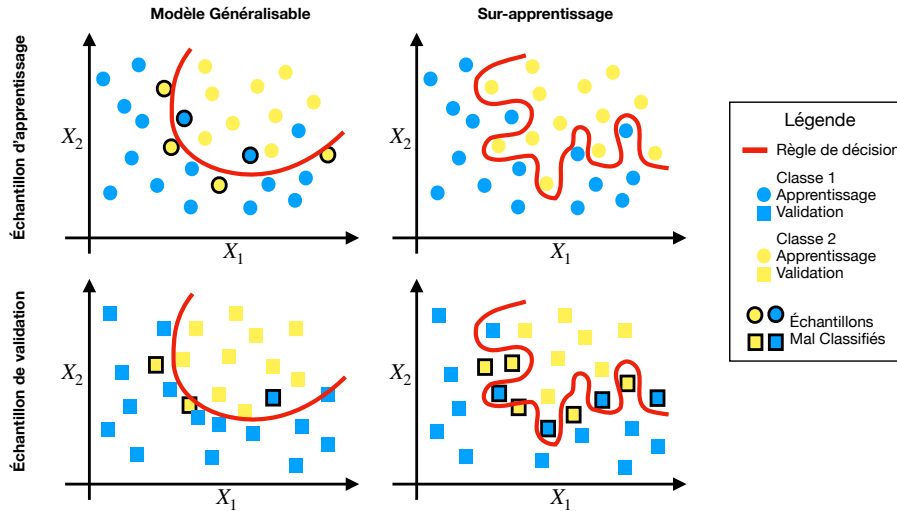 Modèle Généralisable
Sur-apprentissage
Échantillon d'apprentissage
X2
X1
X2
X1
Échantillon de validation
X2
X1
X2
X1
Légende
Règle de décision
Classe 1
Apprentissage
Validation
Classe 2
Apprentissage
Validation
Échantillons
Mal Classifiés